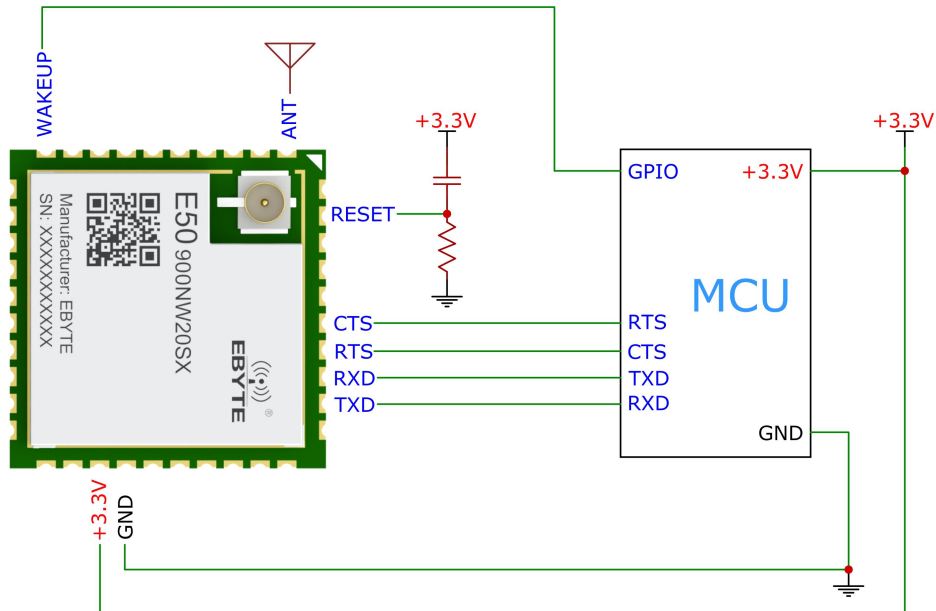 WAKEUP
ANT
+3.3V
+3.3V
RESET
GPIO
+3.3V
E50 900NW20SX
Manufacturer: EBYTE
SN: XXXXXXXXXX
EBYTE
®
MCU
CTS
RTS
RTS
CTS
RXD
TXD
TXD
RXD
GND
+3.3V
GND